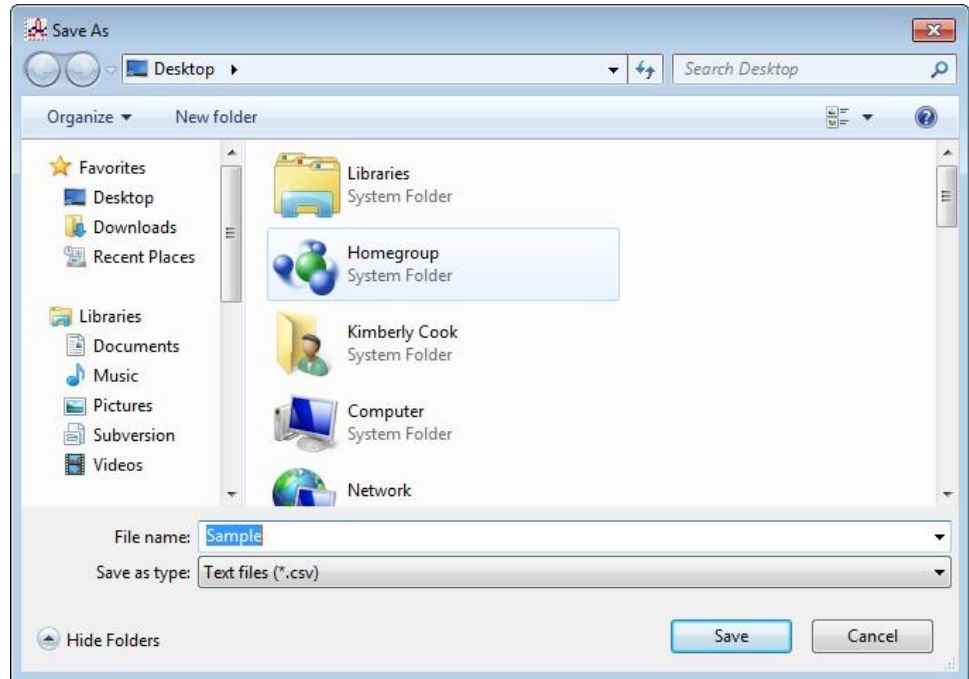 Save As
Desktop
Search Desktop
Organize
New folder
Favorites
Desktop
Downloads
Recent Places
Libraries
Documents
Music
Pictures
Subversion
Videos
Libraries
System Folder
Homegroup
System Folder
Kimberly Cook
System Folder
Computer
System Folder
Network
File name: Sample
Save as type: Text files (*.csv)
Hide Folders
Save
Cancel